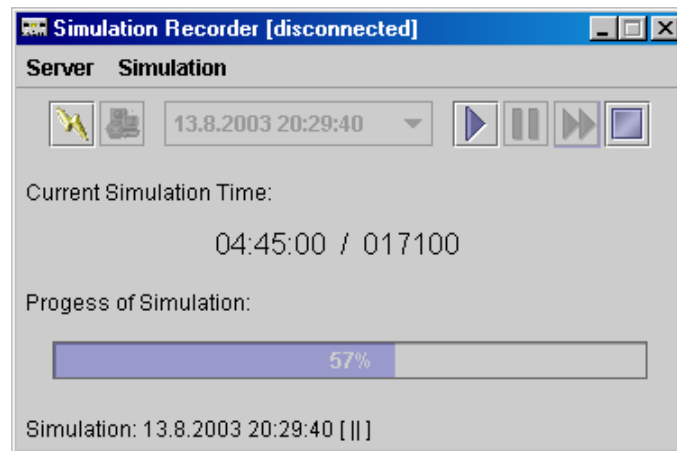 Simulation Recorder [disconnected]
Server Simulation
13.8.2003 20:29:40
Current Simulation Time:
04:45:00 / 017100
Progess of Simulation:
57%
Simulation: 13.8.2003 20:29:40 [ || ]